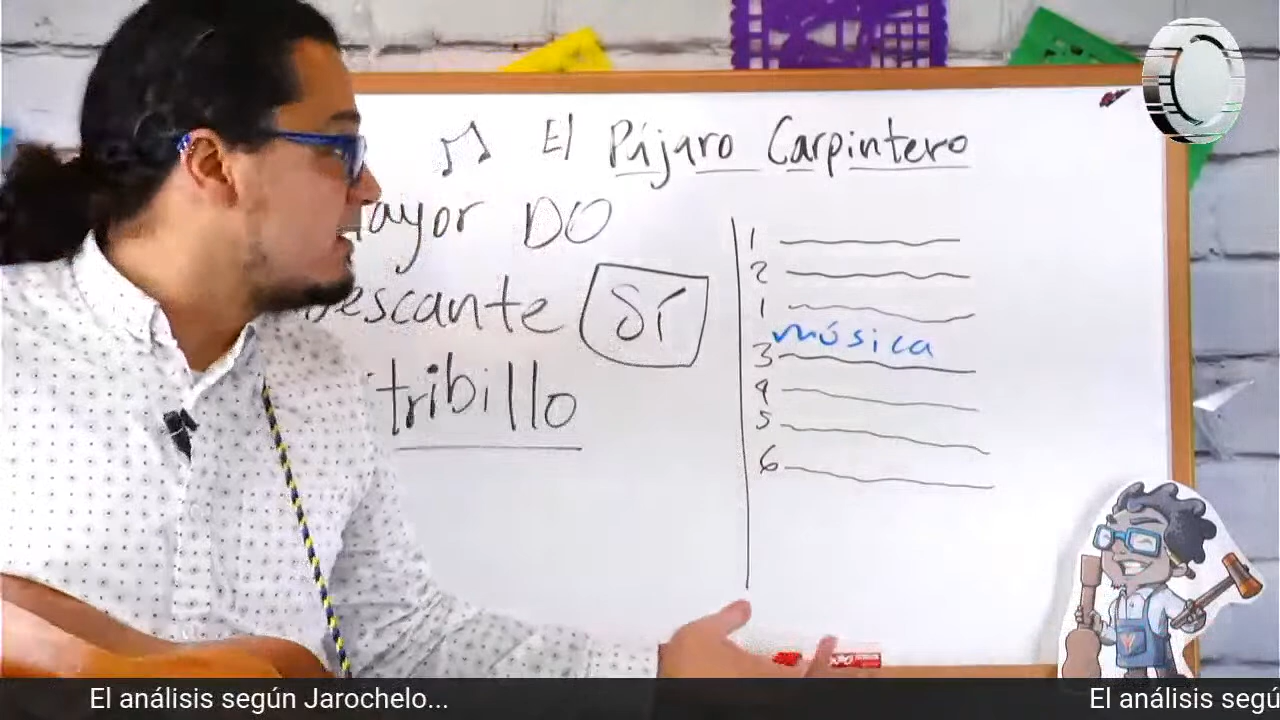 El Pájaro Carpintero
ayor DO
escante SÍ
tribillo
1
2
1
música
3
4
5
6
El análisis según Jarochelo...
El análisis segú